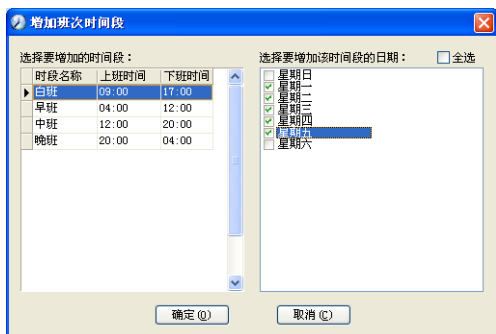 增加班次时间段
选择要增加的时间段：
时段名称 上班时间 下班时间
白班 09:00 17:00
早班 04:00 12:00
中班 12:00 20:00
晚班 20:00 04:00
选择要增加该时间段的日期： 全选
星期日
星期一
星期二
星期三
星期四
星期五
星期六
确定(O) 取消(C)